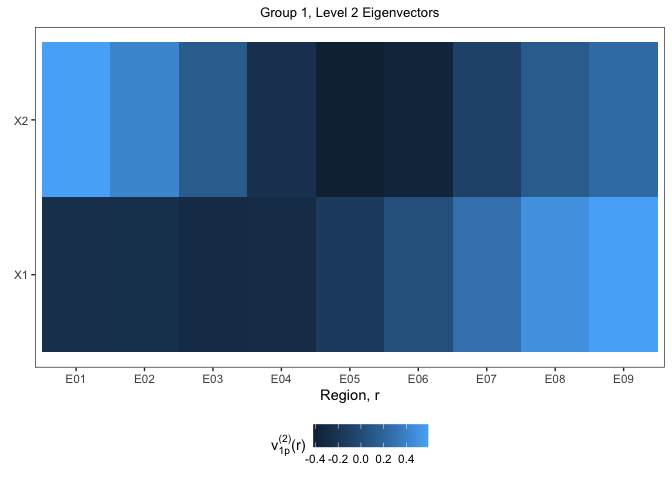 Group 1, Level 2 Eigenvectors
X2
X1
E01 E02 E03 E04 E05 E06 E07 E08 E09
Region, r
v_{1p}^{(2)}(r)
-0.4 -0.2 0.0 0.2 0.4